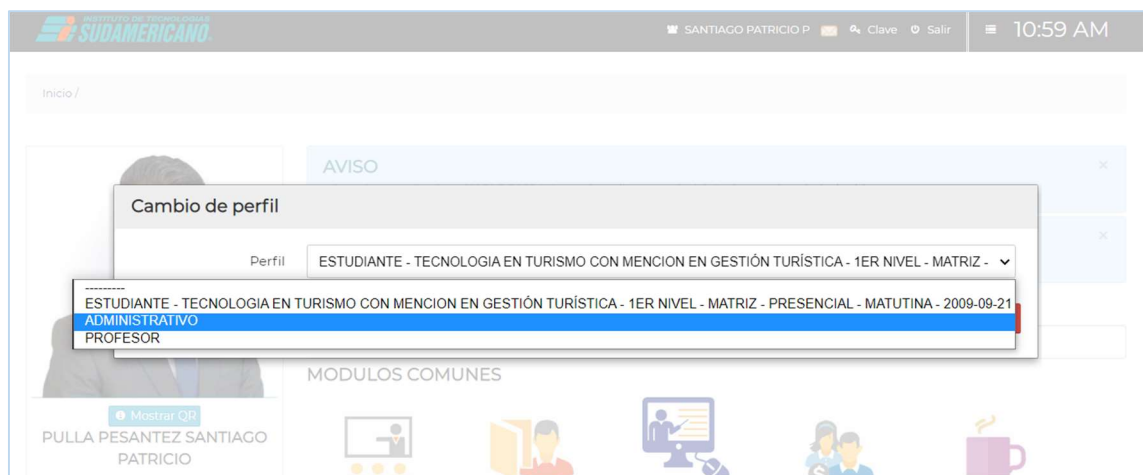 INSTITUTO DE TECNOLOGIAS
SUDAMERICANO.
SANTIAGO PATRICIO P Clave Salir 10:59 AM
Inicio /
AVISO
Cambio de perfil
Perfil ESTUDIANTE - TECNOLOGIA EN TURISMO CON MENCION EN GESTIÓN TURÍSTICA - 1ER NIVEL - MATRIZ -
---------
ESTUDIANTE - TECNOLOGIA EN TURISMO CON MENCION EN GESTIÓN TURÍSTICA - 1ER NIVEL - MATRIZ - PRESENCIAL - MATUTINA - 2009-09-21
ADMINISTRATIVO
PROFESOR
MODULOS COMUNES
Mostrar QR
PULLA PESANTEZ SANTIAGO
PATRICIO